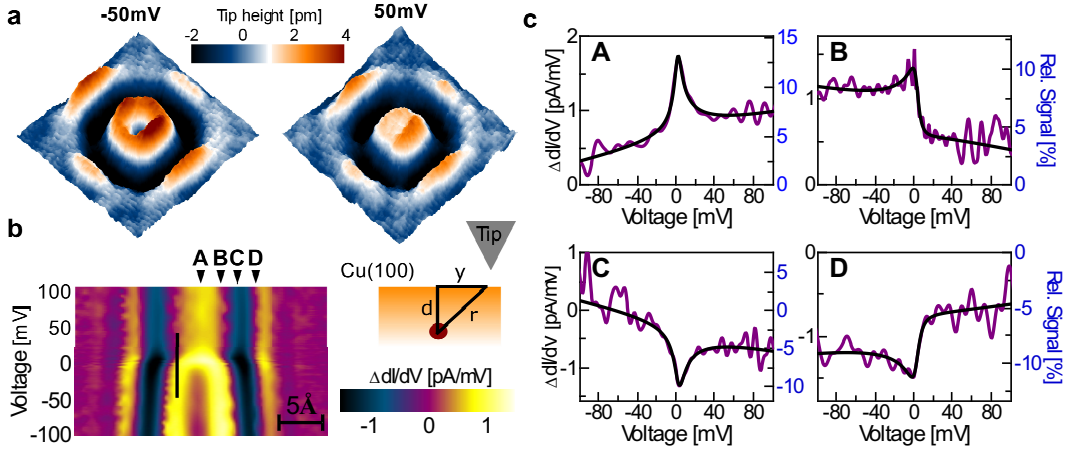 a
-50mV
Tip height [pm]
-2 0 2 4
50mV
b
A B C D
Voltage [mV]
100
50
0
-50
-100
5Å
Cu(100)
Tip
y
d
r
ΔdI/dV [pA/mV]
-1 0 1
c
A
ΔdI/dV [pA/mV]
2
1
0
15
10
5
0
-80 -40 0 40 80
Voltage [mV]
B
1
0
10
5
0
Rel. Signal [%]
-80 -40 0 40 80
Voltage [mV]
C
ΔdI/dV [pA/mV]
1
0
-1
5
0
-5
-10
-80 -40 0 40 80
Voltage [mV]
D
0
-1
0
-5
-10
Rel. Signal [%]
-80 -40 0 40 80
Voltage [mV]